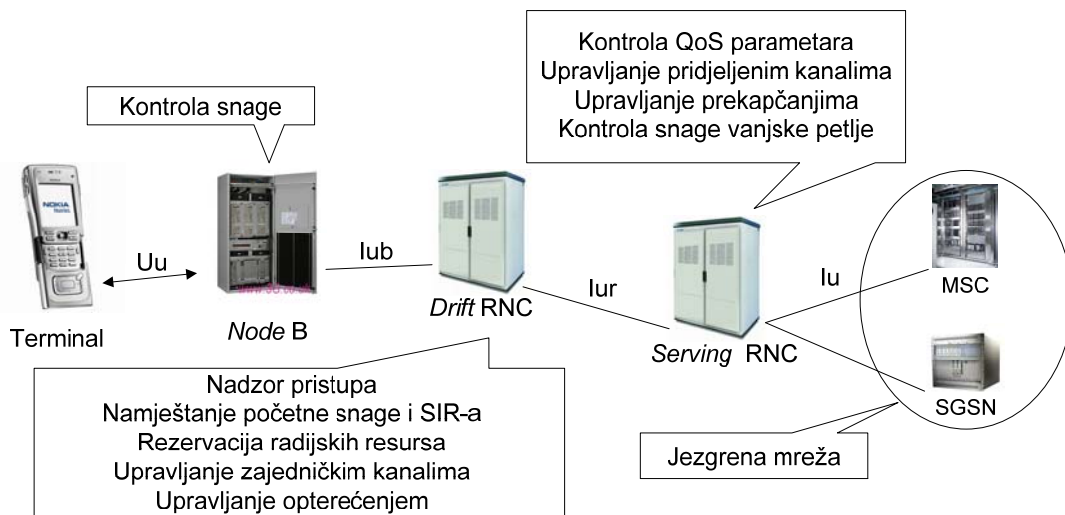 Kontrola QoS parametara
Upravljanje pridjeljenim kanalima
Upravljanje prekapčanjima
Kontrola snage vanjske petlje
Kontrola snage
NOKIA
Nseries
Uu
Iub
Iur
Iu
MSC
Terminal
Node B
Drift RNC
Serving RNC
SGSN
Nadzor pristupa
Namještanje početne snage i SIR-a
Rezervacija radijskih resursa
Upravljanje zajedničkim kanalima
Upravljanje opterećenjem
Jezgrena mreža